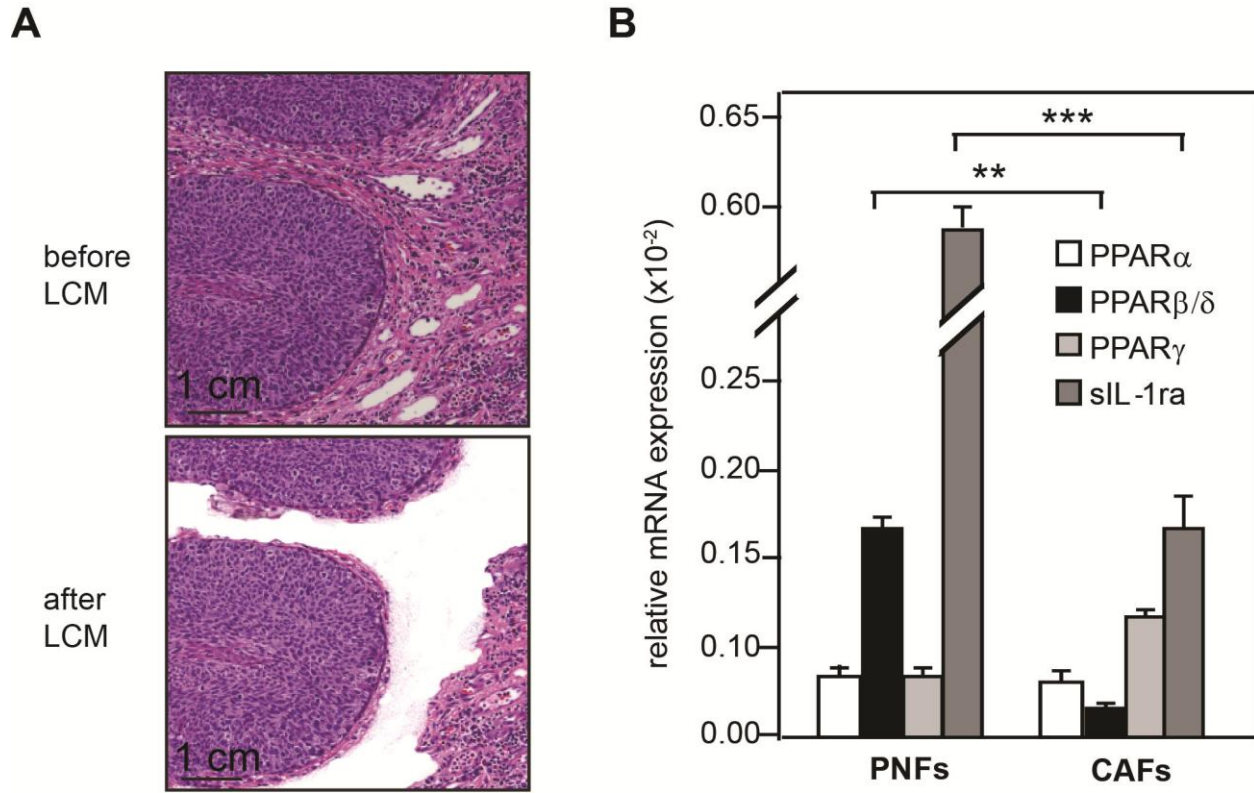 A
before
LCM
1 cm
after
LCM
1 cm
B
relative mRNA expression (x10-2)
0.65
0.60
0.25
0.20
0.15
0.10
0.00
***
**
PPARα
PPARβ/δ
PPARγ
sIL-1ra
PNFs
CAFs